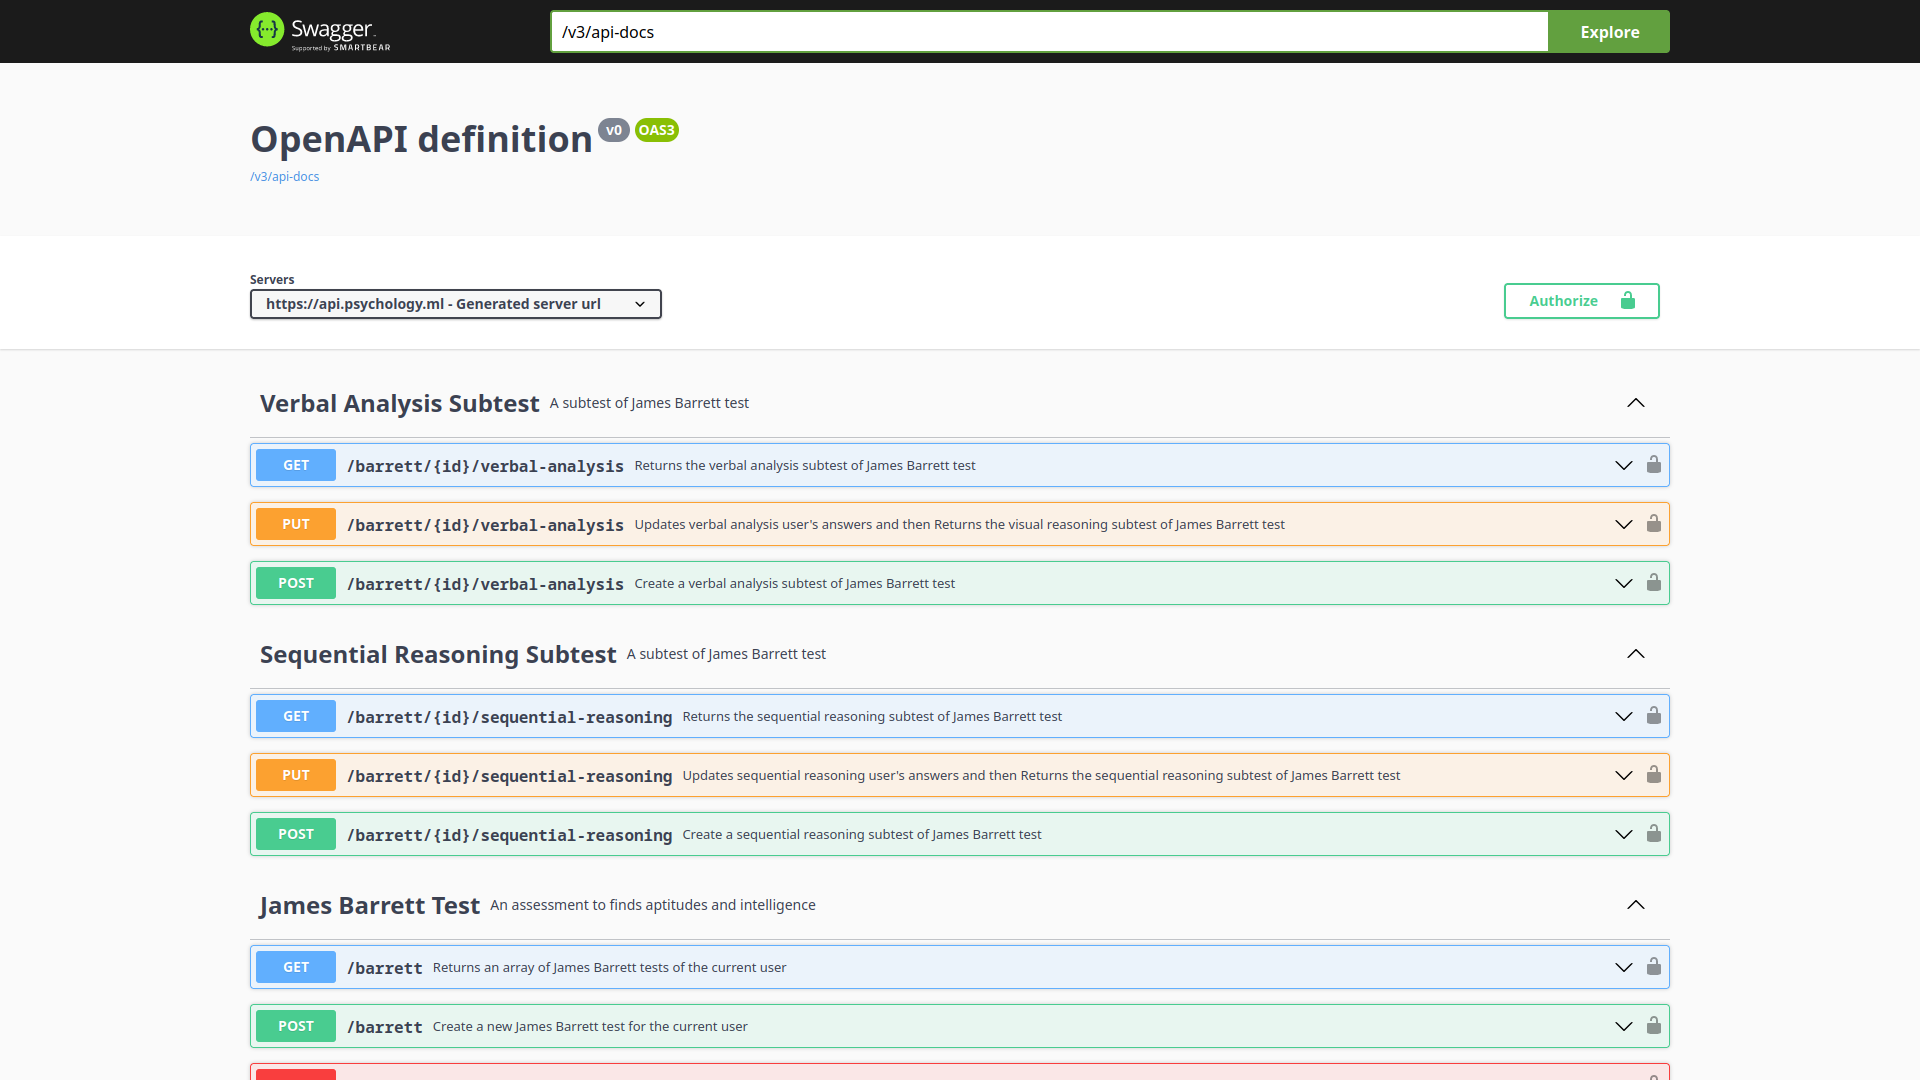 Swagger
Supported by SMARTBEAR
/v3/api-docs
Explore
OpenAPI definition v0 OAS3
/v3/api-docs
Servers
https://api.psychology.ml - Generated server url
Authorize
Verbal Analysis Subtest A subtest of James Barrett test
GET /barrett/{id}/verbal-analysis Returns the verbal analysis subtest of James Barrett test
PUT /barrett/{id}/verbal-analysis Updates verbal analysis user's answers and then Returns the visual reasoning subtest of James Barrett test
POST /barrett/{id}/verbal-analysis Create a verbal analysis subtest of James Barrett test
Sequential Reasoning Subtest A subtest of James Barrett test
GET /barrett/{id}/sequential-reasoning Returns the sequential reasoning subtest of James Barrett test
PUT /barrett/{id}/sequential-reasoning Updates sequential reasoning user's answers and then Returns the sequential reasoning subtest of James Barrett test
POST /barrett/{id}/sequential-reasoning Create a sequential reasoning subtest of James Barrett test
James Barrett Test An assessment to finds aptitudes and intelligence
GET /barrett Returns an array of James Barrett tests of the current user
POST /barrett Create a new James Barrett test for the current user